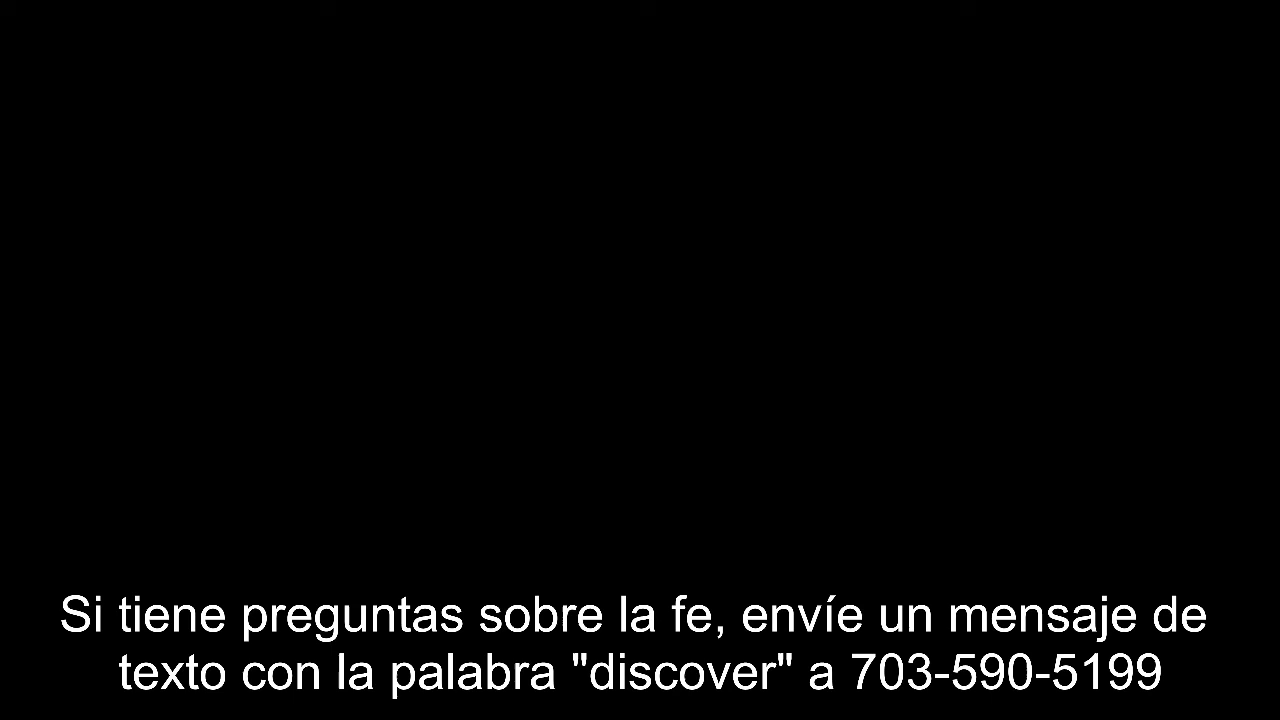 Si tiene preguntas sobre la fe, envíe un mensaje de
texto con la palabra "discover" a 703-590-5199